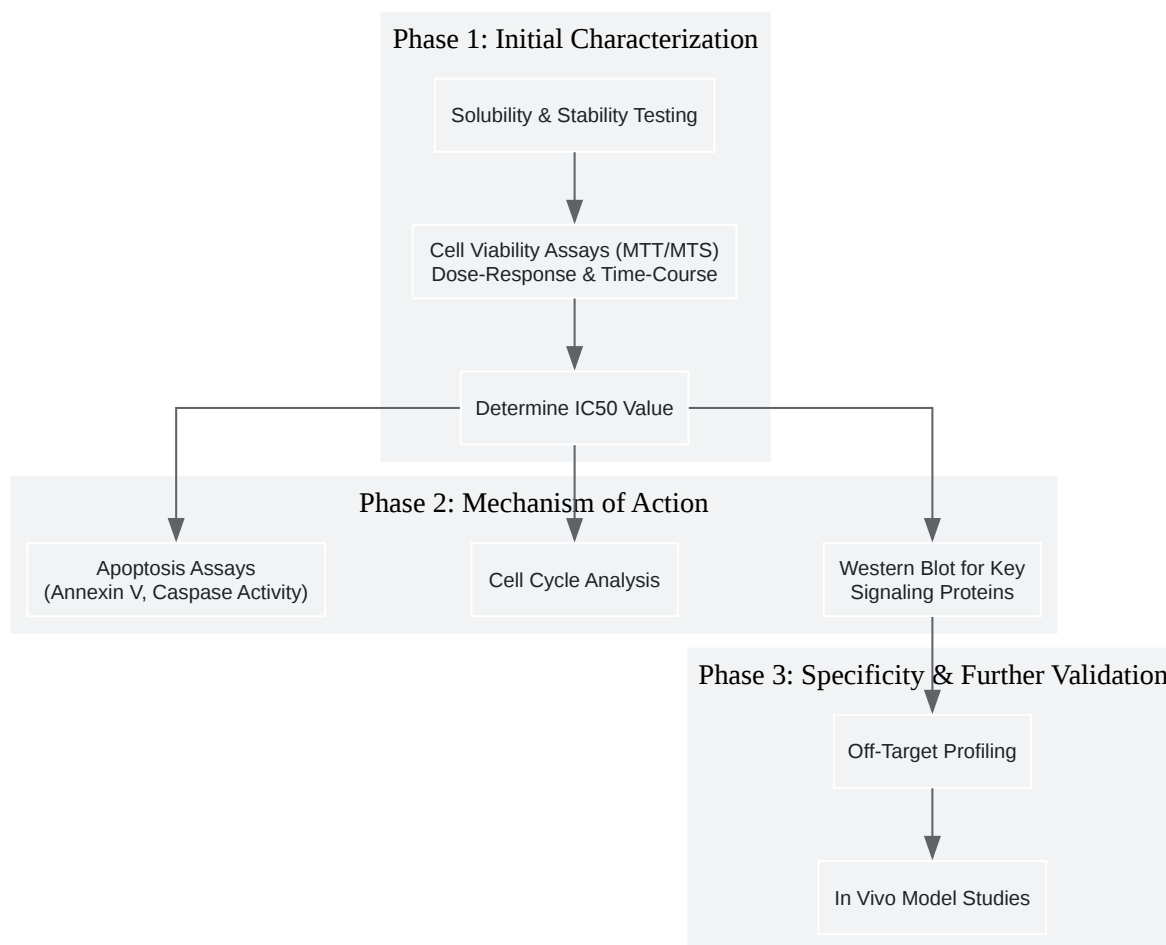 Phase 1: Initial Characterization
Solubility & Stability Testing
Cell Viability Assays (MTT/MTS)
Dose-Response & Time-Course
Determine IC50 Value
Phase 2: Mechanism of Action
Apoptosis Assays
(Annexin V, Caspase Activity)
Cell Cycle Analysis
Western Blot for Key
Signaling Proteins
Phase 3: Specificity & Further Validation
Off-Target Profiling
In Vivo Model Studies